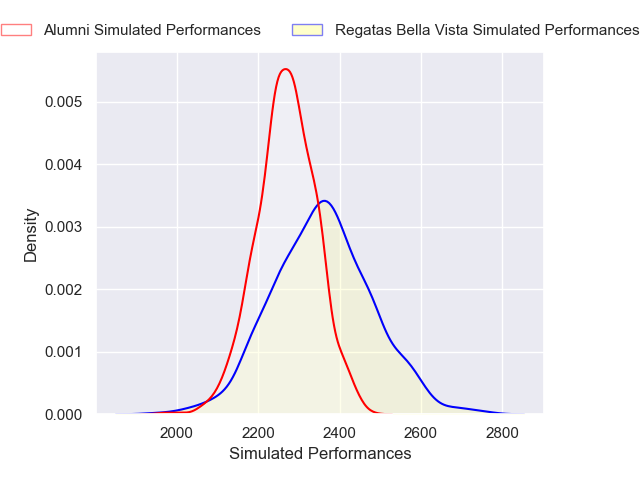 Alumni Simulated Performances
Regatas Bella Vista Simulated Performances
0.005
0.004
0.003
0.002
0.001
0.000
Density
2000 2200 2400 2600 2800
Simulated Performances